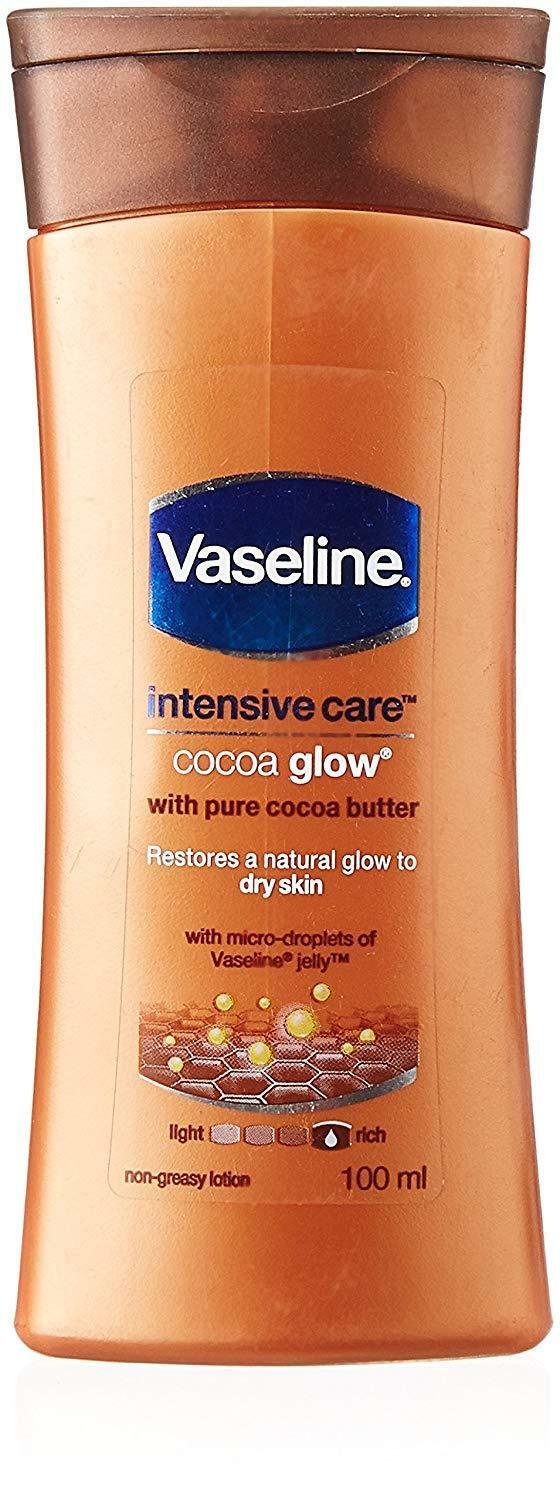 Vaseline®
intensive care™
cocoa glow®
with pure cocoa butter
Restores a natural glow to
dry skin
with micro-droplets of
Vaseline® jelly™
light rich
non-greasy lotion 100 ml